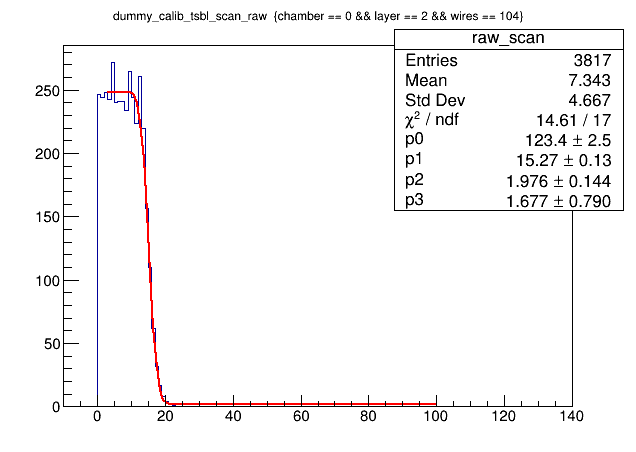 dummy_calib_tsbl_scan_raw {chamber == 0 && layer == 2 && wires == 104}
raw_scan
Entries 3817
Mean 7.343
Std Dev 4.667
χ² / ndf 14.61 / 17
p0 123.4 ± 2.5
p1 15.27 ± 0.13
p2 1.976 ± 0.144
p3 1.677 ± 0.790
250
200
150
100
50
0
0 20 40 60 80 100 120 140